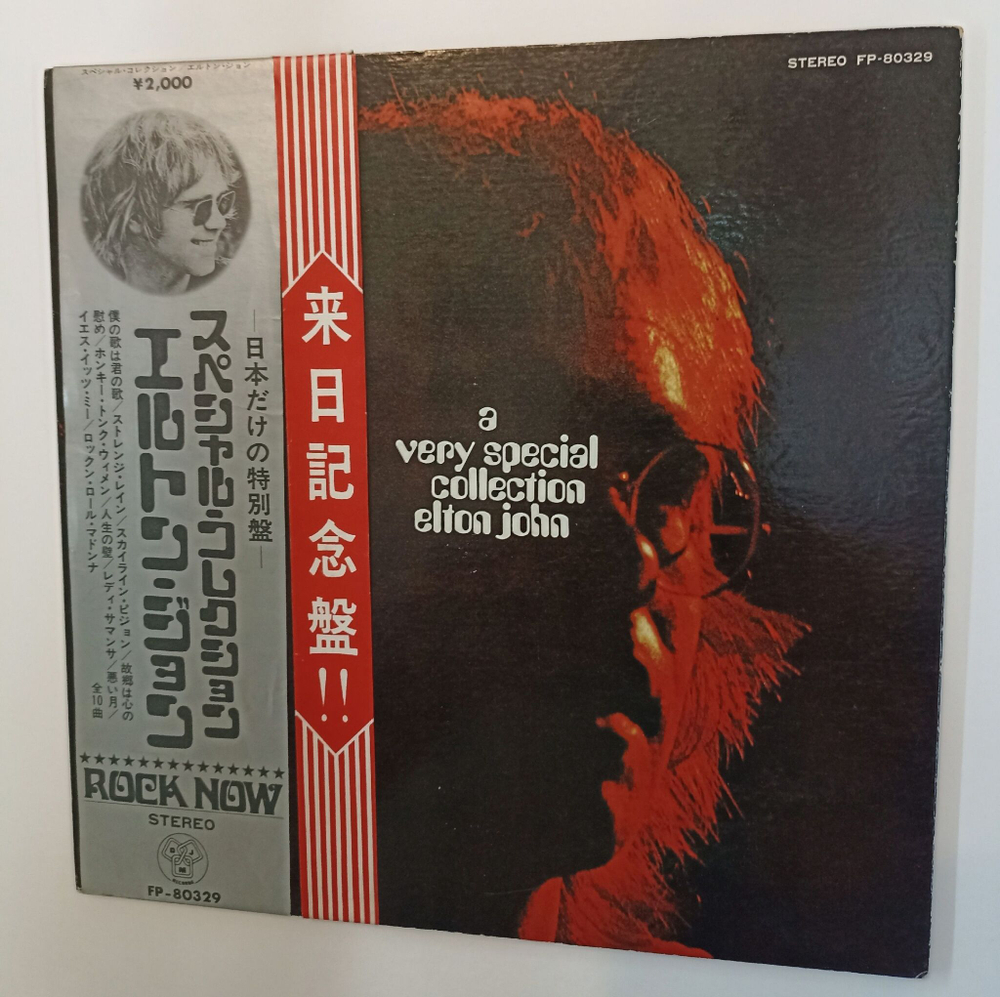 スペシャル・コレクション／エルトン・ジョン
¥2,000
—日本だけの特別盤—
スペシャル・コレクション
エルトン・ジョン
僕の歌は君の歌／ストレンジ・レイン／スカイライン・ピジョン／故郷は心の
慰め／ホンキー・トンク・ウィメン／人生の壁／レディ・サマンサ／悪い月／
イエス・イッツ・ミー／ロックン・ロール・マドンナ
全10曲
★★★★★★★★★★★★★★
ROCK NOW
STEREO
DJM
RECORDS
FP-80329
来日記念盤!!
STEREO FP-80329
a
very special
collection
elton john